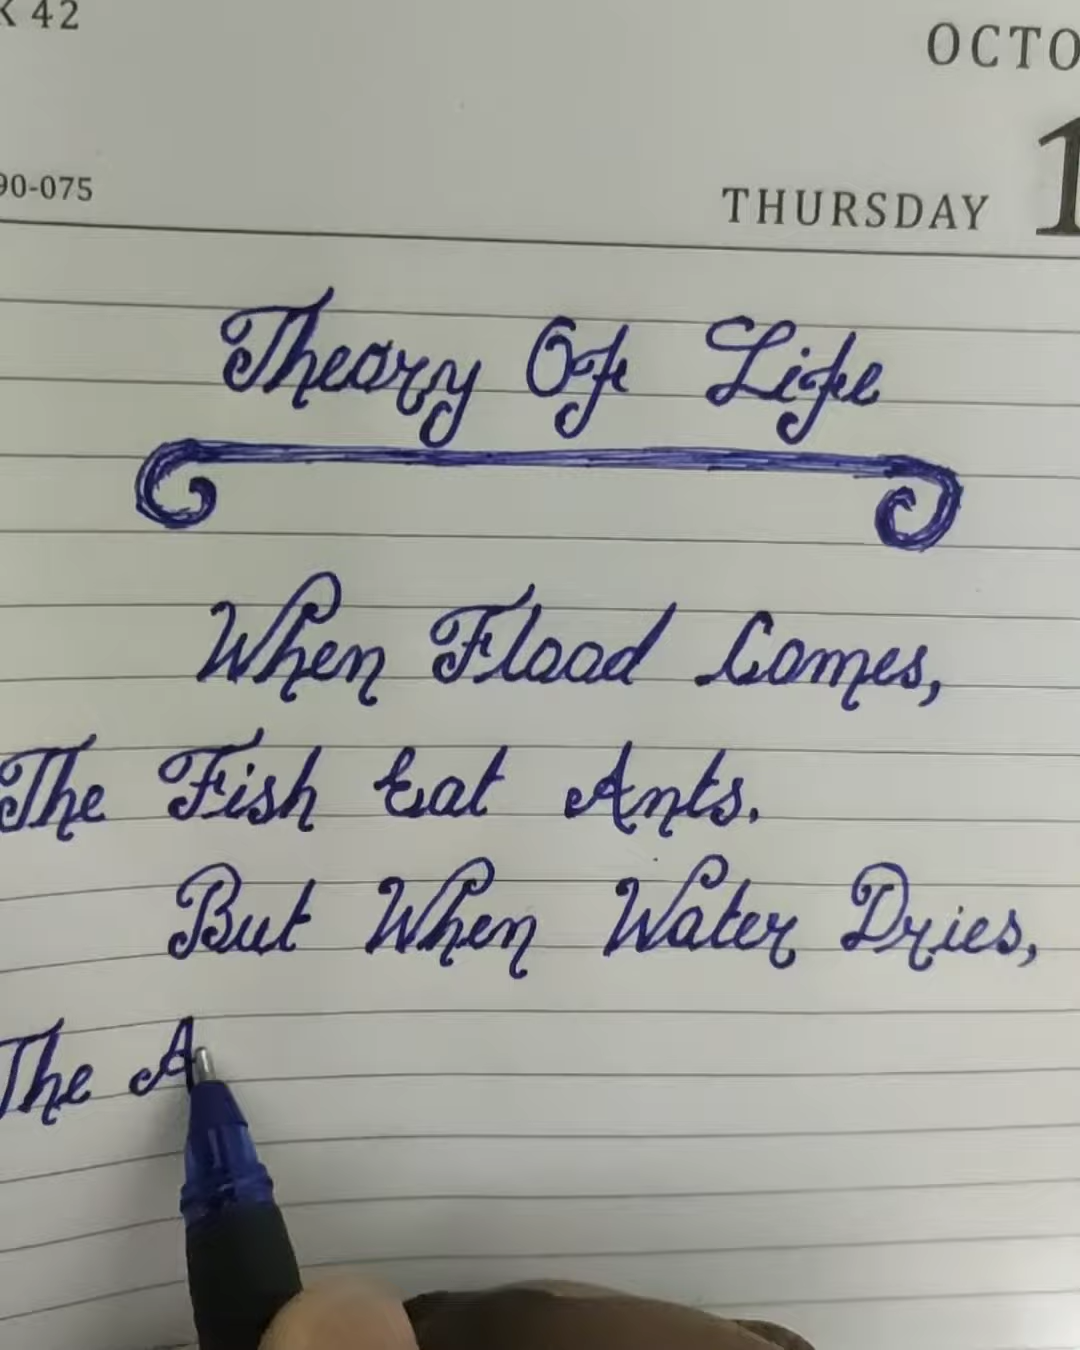 K 42
OCTO
90-075
THURSDAY 1
Theory Of Life
When Flood Comes,
The Fish Eat Ants.
But When Water Dries,
The A